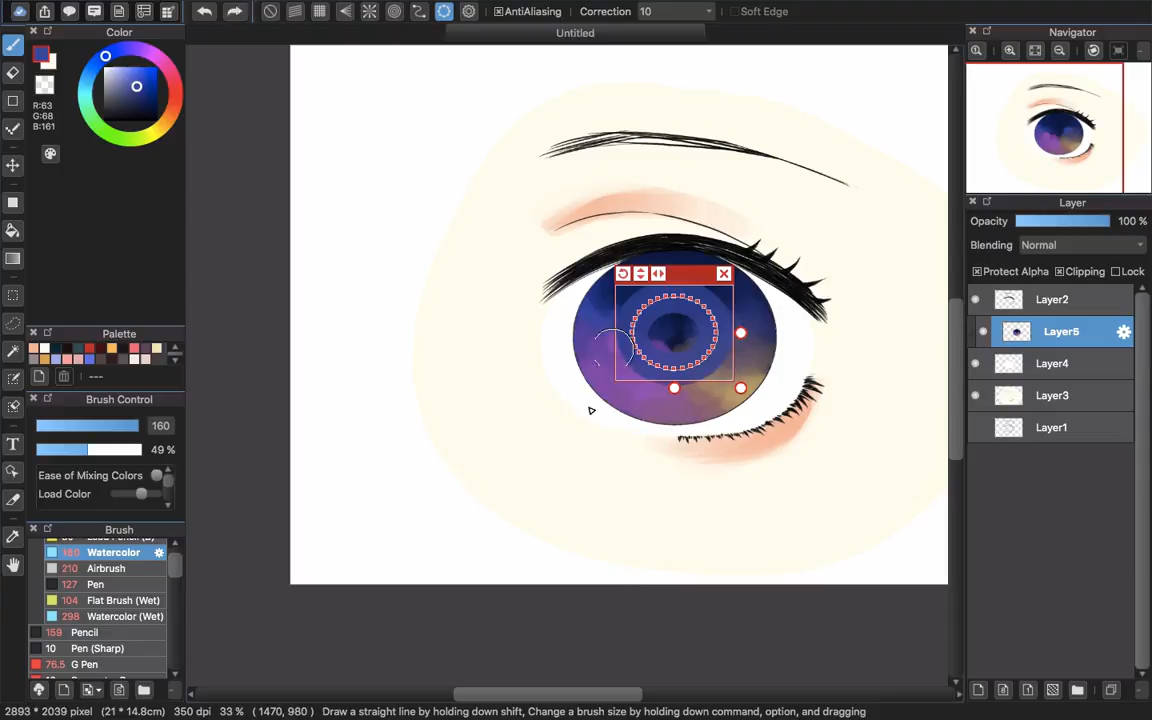 AntiAliasing
Correction 10
Soft Edge
Color
Untitled
Navigator
R:63
G:68
B:161
Layer
Opacity 100 %
Blending Normal
Protect Alpha Clipping Lock
Layer2
Layer5
Layer4
Layer3
Layer1
Palette
---
Brush Control
160
49 %
Ease of Mixing Colors
Load Color
Brush
Watercolor
210 Airbrush
127 Pen
104 Flat Brush (Wet)
298 Watercolor (Wet)
159 Pencil
10 Pen (Sharp)
76.5 G Pen
2893 * 2039 pixel (21 * 14.8cm) 350 dpi 33 % ( 1470, 980 ) Draw a straight line by holding down shift, Change a brush size by holding down command, option, and dragging